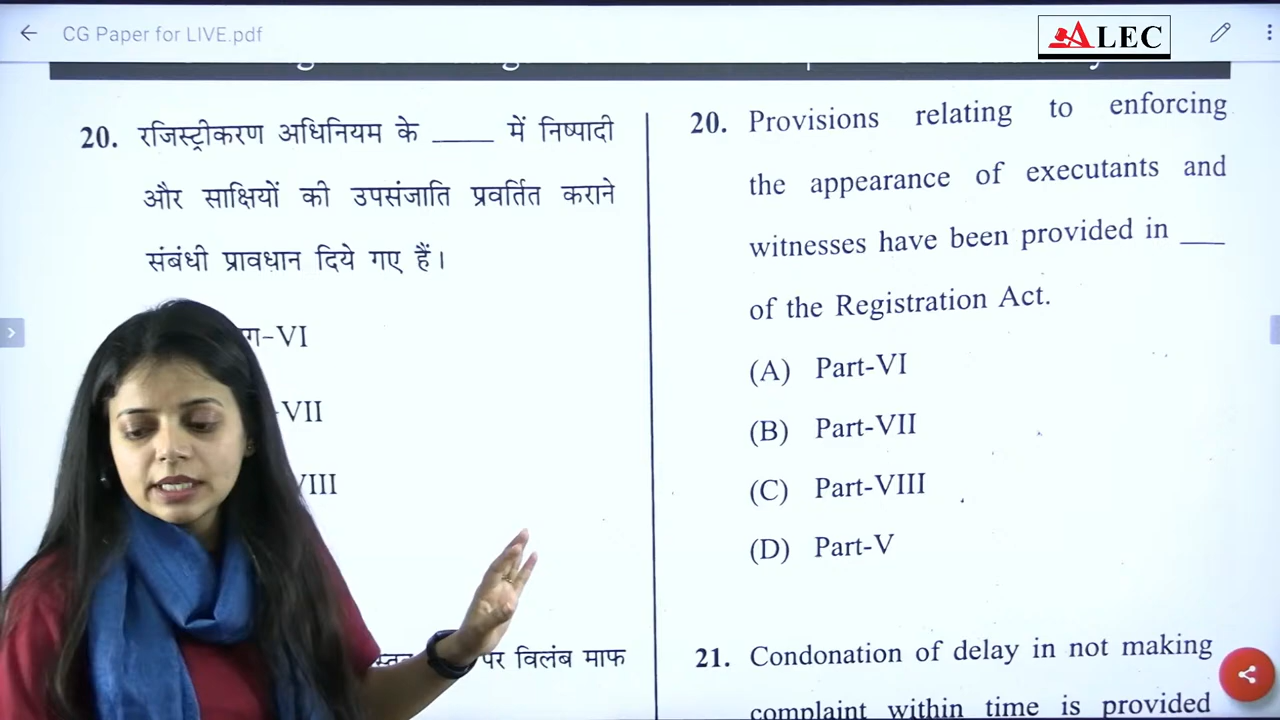 CG Paper for LIVE.pdf
ALEC
20. रजिस्ट्रीकरण अधिनियम के ____ में निष्पादी
और साक्षियों की उपसंजाति प्रवर्तित कराने
संबंधी प्रावधान दिये गए हैं।
-VI
-VII
VIII
पर विलंब माफ
20. Provisions relating to enforcing
the appearance of executants and
witnesses have been provided in ___
of the Registration Act.
(A) Part-VI
(B) Part-VII
(C) Part-VIII
(D) Part-V
21. Condonation of delay in not making
complaint within time is provided